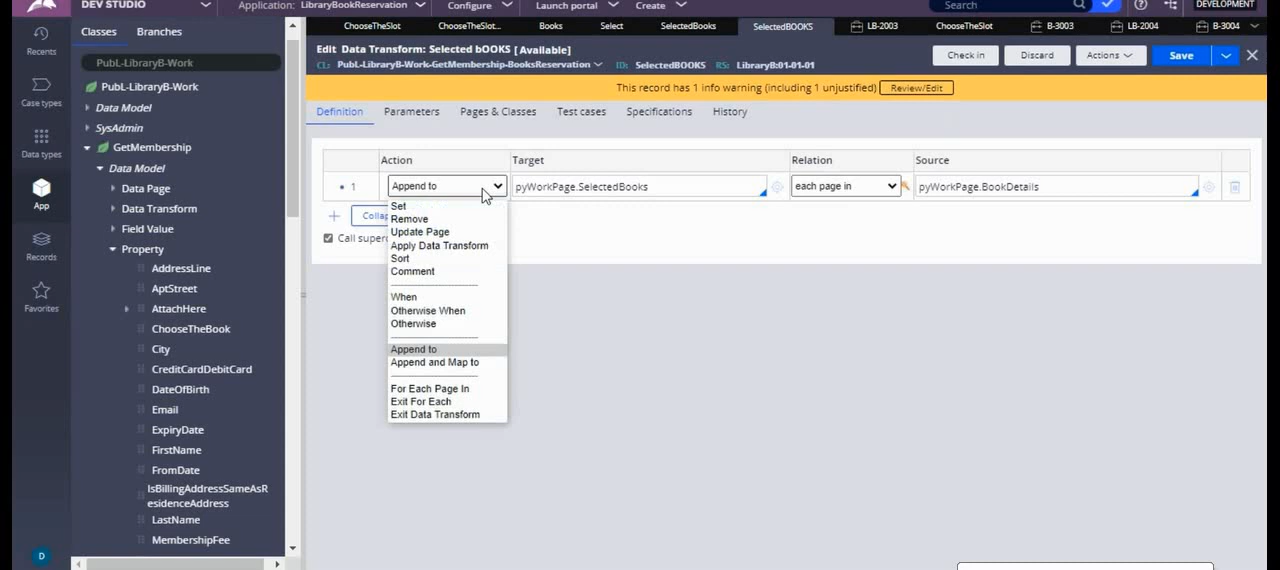 DEV STUDIO
Application: LibraryBookReservation
Configure
Launch portal
Create
Search
DEVELOPMENT
Recents
Case types
Data types
App
Records
Favorites
D
Classes
Branches
PubL-LibraryB-Work
PubL-LibraryB-Work
Data Model
SysAdmin
GetMembership
Data Model
Data Page
Data Transform
Field Value
Property
AddressLine
AptStreet
AttachHere
ChooseTheBook
City
CreditCardDebitCard
DateOfBirth
Email
ExpiryDate
FirstName
FromDate
IsBillingAddressSameAsR
esidenceAddress
LastName
MembershipFee
ChooseTheSlot
ChooseTheSlot...
Books
Select
SelectedBooks
SelectedBOOKS
LB-2003
ChooseTheSlot
B-3003
LB-2004
B-3004
Edit Data Transform: Selected bOOKS [Available]
CL: PubL-LibraryB-Work-GetMembership-BooksReservation ID: SelectedBOOKS RS: LibraryB:01-01-01
Check in
Discard
Actions
Save
This record has 1 info warning (including 1 unjustified) Review/Edit
Definition
Parameters
Pages & Classes
Test cases
Specifications
History
Action
Target
Relation
Source
1
Append to
pyWorkPage.SelectedBooks
each page in
pyWorkPage.BookDetails
Collap
Call superc
Set
Remove
Update Page
Apply Data Transform
Sort
Comment
When
Otherwise When
Otherwise
Append to
Append and Map to
For Each Page In
Exit For Each
Exit Data Transform